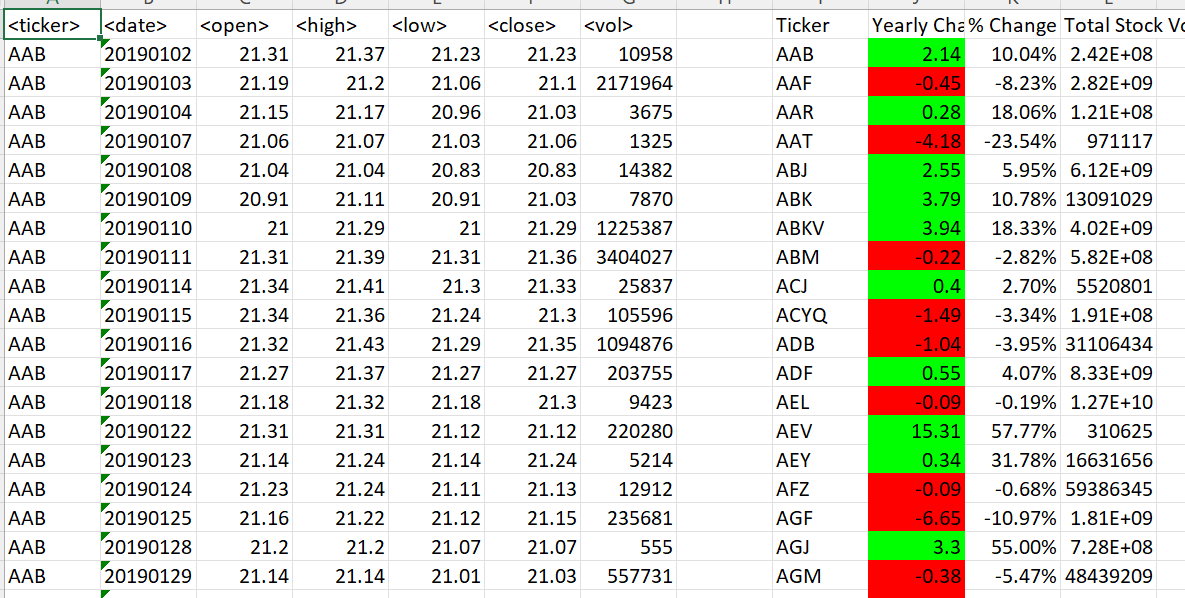 <ticker> <date> <open> <high> <low> <close> <vol> Ticker Yearly Cha % Change Total Stock Vo
AAB 20190102 21.31 21.37 21.23 21.23 10958 AAB 2.14 10.04% 2.42E+08
AAB 20190103 21.19 21.2 21.06 21.1 2171964 AAF -0.45 -8.23% 2.82E+09
AAB 20190104 21.15 21.17 20.96 21.03 3675 AAR 0.28 18.06% 1.21E+08
AAB 20190107 21.06 21.07 21.03 21.06 1325 AAT -4.18 -23.54% 971117
AAB 20190108 21.04 21.04 20.83 20.83 14382 ABJ 2.55 5.95% 6.12E+09
AAB 20190109 20.91 21.11 20.91 21.03 7870 ABK 3.79 10.78% 13091029
AAB 20190110 21 21.29 21 21.29 1225387 ABKV 3.94 18.33% 4.02E+09
AAB 20190111 21.31 21.39 21.31 21.36 3404027 ABM -0.22 -2.82% 5.82E+08
AAB 20190114 21.34 21.41 21.3 21.33 25837 ACJ 0.4 2.70% 5520801
AAB 20190115 21.34 21.36 21.24 21.3 105596 ACYQ -1.49 -3.34% 1.91E+08
AAB 20190116 21.32 21.43 21.29 21.35 1094876 ADB -1.04 -3.95% 31106434
AAB 20190117 21.27 21.37 21.27 21.27 203755 ADF 0.55 4.07% 8.33E+09
AAB 20190118 21.18 21.32 21.18 21.3 9423 AEL -0.09 -0.19% 1.27E+10
AAB 20190122 21.31 21.31 21.12 21.12 220280 AEV 15.31 57.77% 310625
AAB 20190123 21.14 21.24 21.14 21.24 5214 AEY 0.34 31.78% 16631656
AAB 20190124 21.23 21.24 21.11 21.13 12912 AFZ -0.09 -0.68% 59386345
AAB 20190125 21.16 21.22 21.12 21.15 235681 AGF -6.65 -10.97% 1.81E+09
AAB 20190128 21.2 21.2 21.07 21.07 555 AGJ 3.3 55.00% 7.28E+08
AAB 20190129 21.14 21.14 21.01 21.03 557731 AGM -0.38 -5.47% 48439209